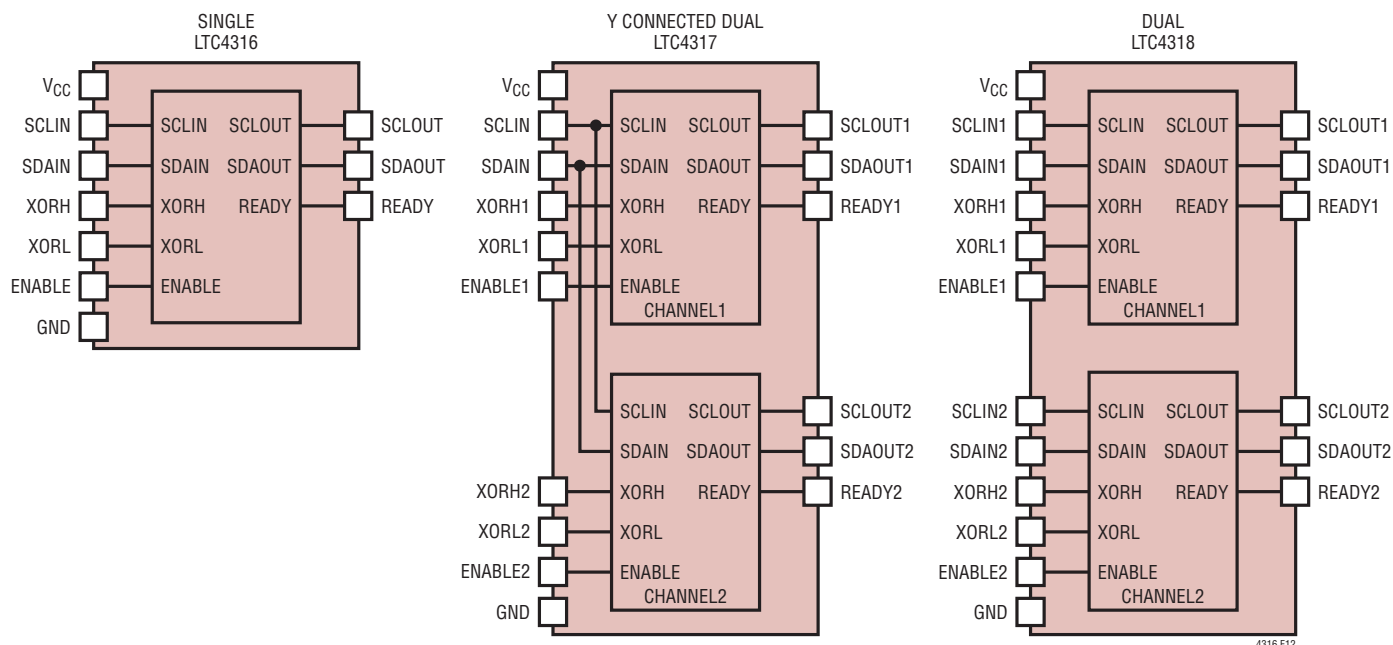 SINGLE
LTC4316
VCC
SCLIN
SDAIN
XORH
XORL
ENABLE
GND
SCLIN SCLOUT
SDAIN SDAOUT
XORH READY
XORL
ENABLE
SCLOUT
SDAOUT
READY
Y CONNECTED DUAL
LTC4317
VCC
SCLIN
SDAIN
XORH1
XORL1
ENABLE1
XORH2
XORL2
ENABLE2
GND
SCLIN SCLOUT
SDAIN SDAOUT
XORH READY
XORL
ENABLE
CHANNEL1
SCLIN SCLOUT
SDAIN SDAOUT
XORH READY
XORL
ENABLE
CHANNEL2
SCLOUT1
SDAOUT1
READY1
SCLOUT2
SDAOUT2
READY2
DUAL
LTC4318
VCC
SCLIN1
SDAIN1
XORH1
XORL1
ENABLE1
SCLIN2
SDAIN2
XORH2
XORL2
ENABLE2
GND
SCLIN SCLOUT
SDAIN SDAOUT
XORH READY
XORL
ENABLE
CHANNEL1
SCLIN SCLOUT
SDAIN SDAOUT
XORH READY
XORL
ENABLE
CHANNEL2
SCLOUT1
SDAOUT1
READY1
SCLOUT2
SDAOUT2
READY2
4316 F12